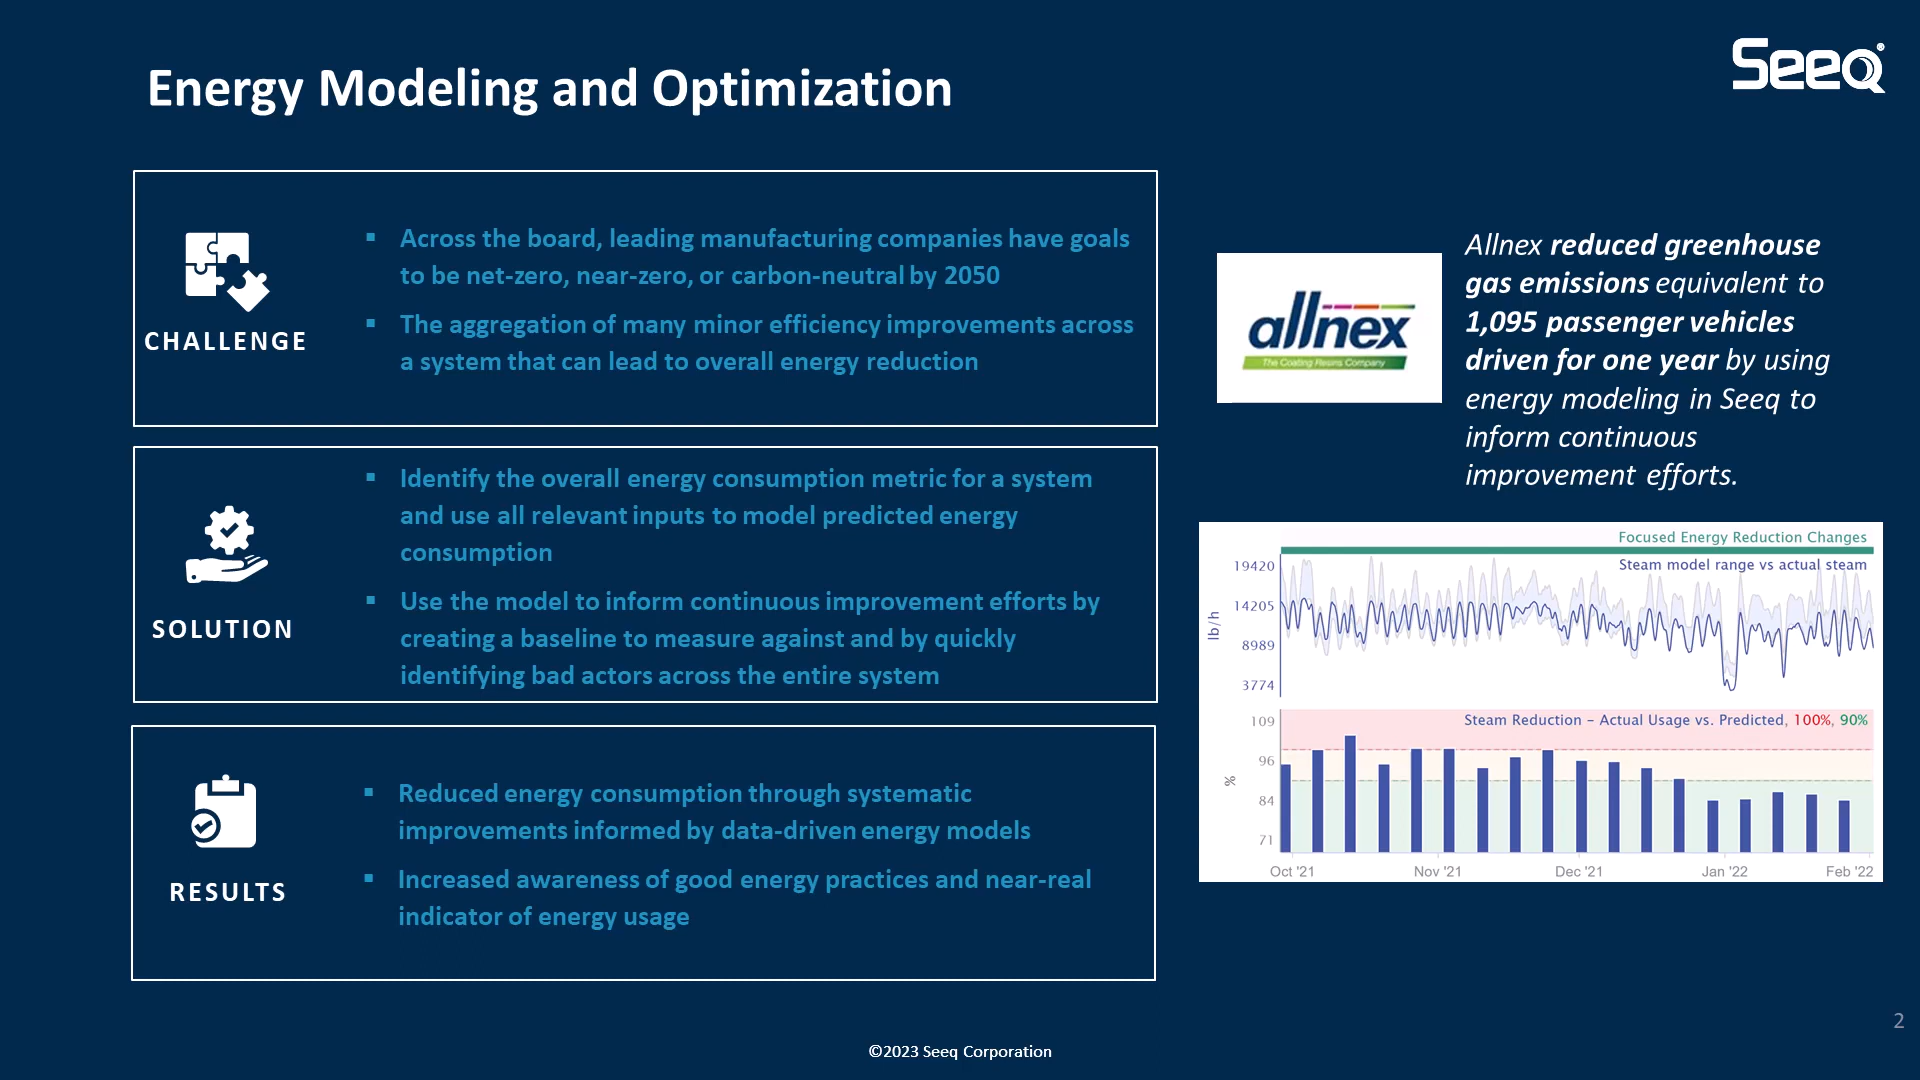 Energy Modeling and Optimization
Seeq®
CHALLENGE
▪ Across the board, leading manufacturing companies have goals
to be net-zero, near-zero, or carbon-neutral by 2050
▪ The aggregation of many minor efficiency improvements across
a system that can lead to overall energy reduction
SOLUTION
▪ Identify the overall energy consumption metric for a system
and use all relevant inputs to model predicted energy
consumption
▪ Use the model to inform continuous improvement efforts by
creating a baseline to measure against and by quickly
identifying bad actors across the entire system
RESULTS
▪ Reduced energy consumption through systematic
improvements informed by data-driven energy models
▪ Increased awareness of good energy practices and near-real
indicator of energy usage
allnex
The Coating Resins Company
Allnex reduced greenhouse
gas emissions equivalent to
1,095 passenger vehicles
driven for one year by using
energy modeling in Seeq to
inform continuous
improvement efforts.
Focused Energy Reduction Changes
Steam model range vs actual steam
19420
14205
8989
3774
lb/h
Steam Reduction – Actual Usage vs. Predicted, 100%, 90%
109
96
84
71
%
Oct '21 Nov '21 Dec '21 Jan '22 Feb '22
2
©2023 Seeq Corporation